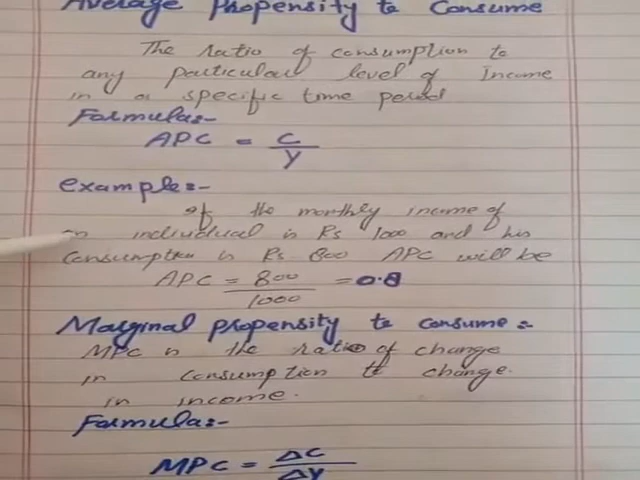 Average Propensity to Consume
The ratio of consumption to
any particular level of Income
in a specific time period
Formula:-
APC = C/Y
example:-
If the monthly income of
an individual is Rs 1000 and his
Consumption is Rs 800 APC will be
APC = 800/1000 = 0.8
Marginal propensity to consume:-
MPC is the ratio of change
in consumption to change
in income.
Formula:-
MPC = ΔC/ΔY